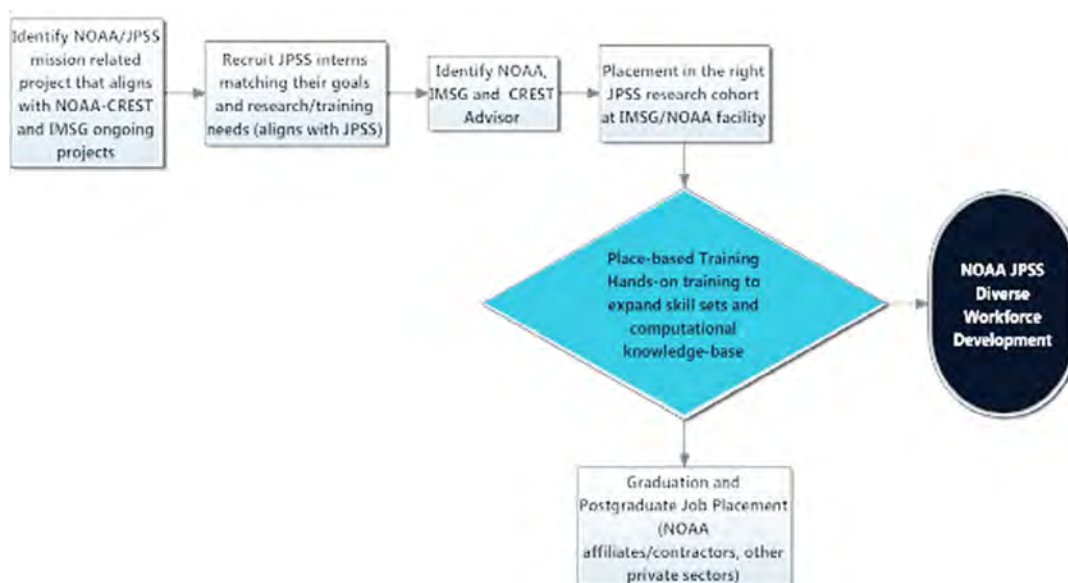 Identify NOAA/JPSS
mission related
project that aligns
with NOAA-CREST
and IMSG ongoing
projects
Recruit JPSS interns
matching their goals
and research/training
needs (aligns with JPSS)
Identify NOAA,
IMSG and CREST
Advisor
Placement in the right
JPSS research cohort
at IMSG/NOAA facility
Place-based Training
Hands-on training to
expand skill sets and
computational
knowledge-base
NOAA JPSS
Diverse
Workforce
Development
Graduation and
Postgraduate Job Placement
(NOAA
affiliates/contractors, other
private sectors)